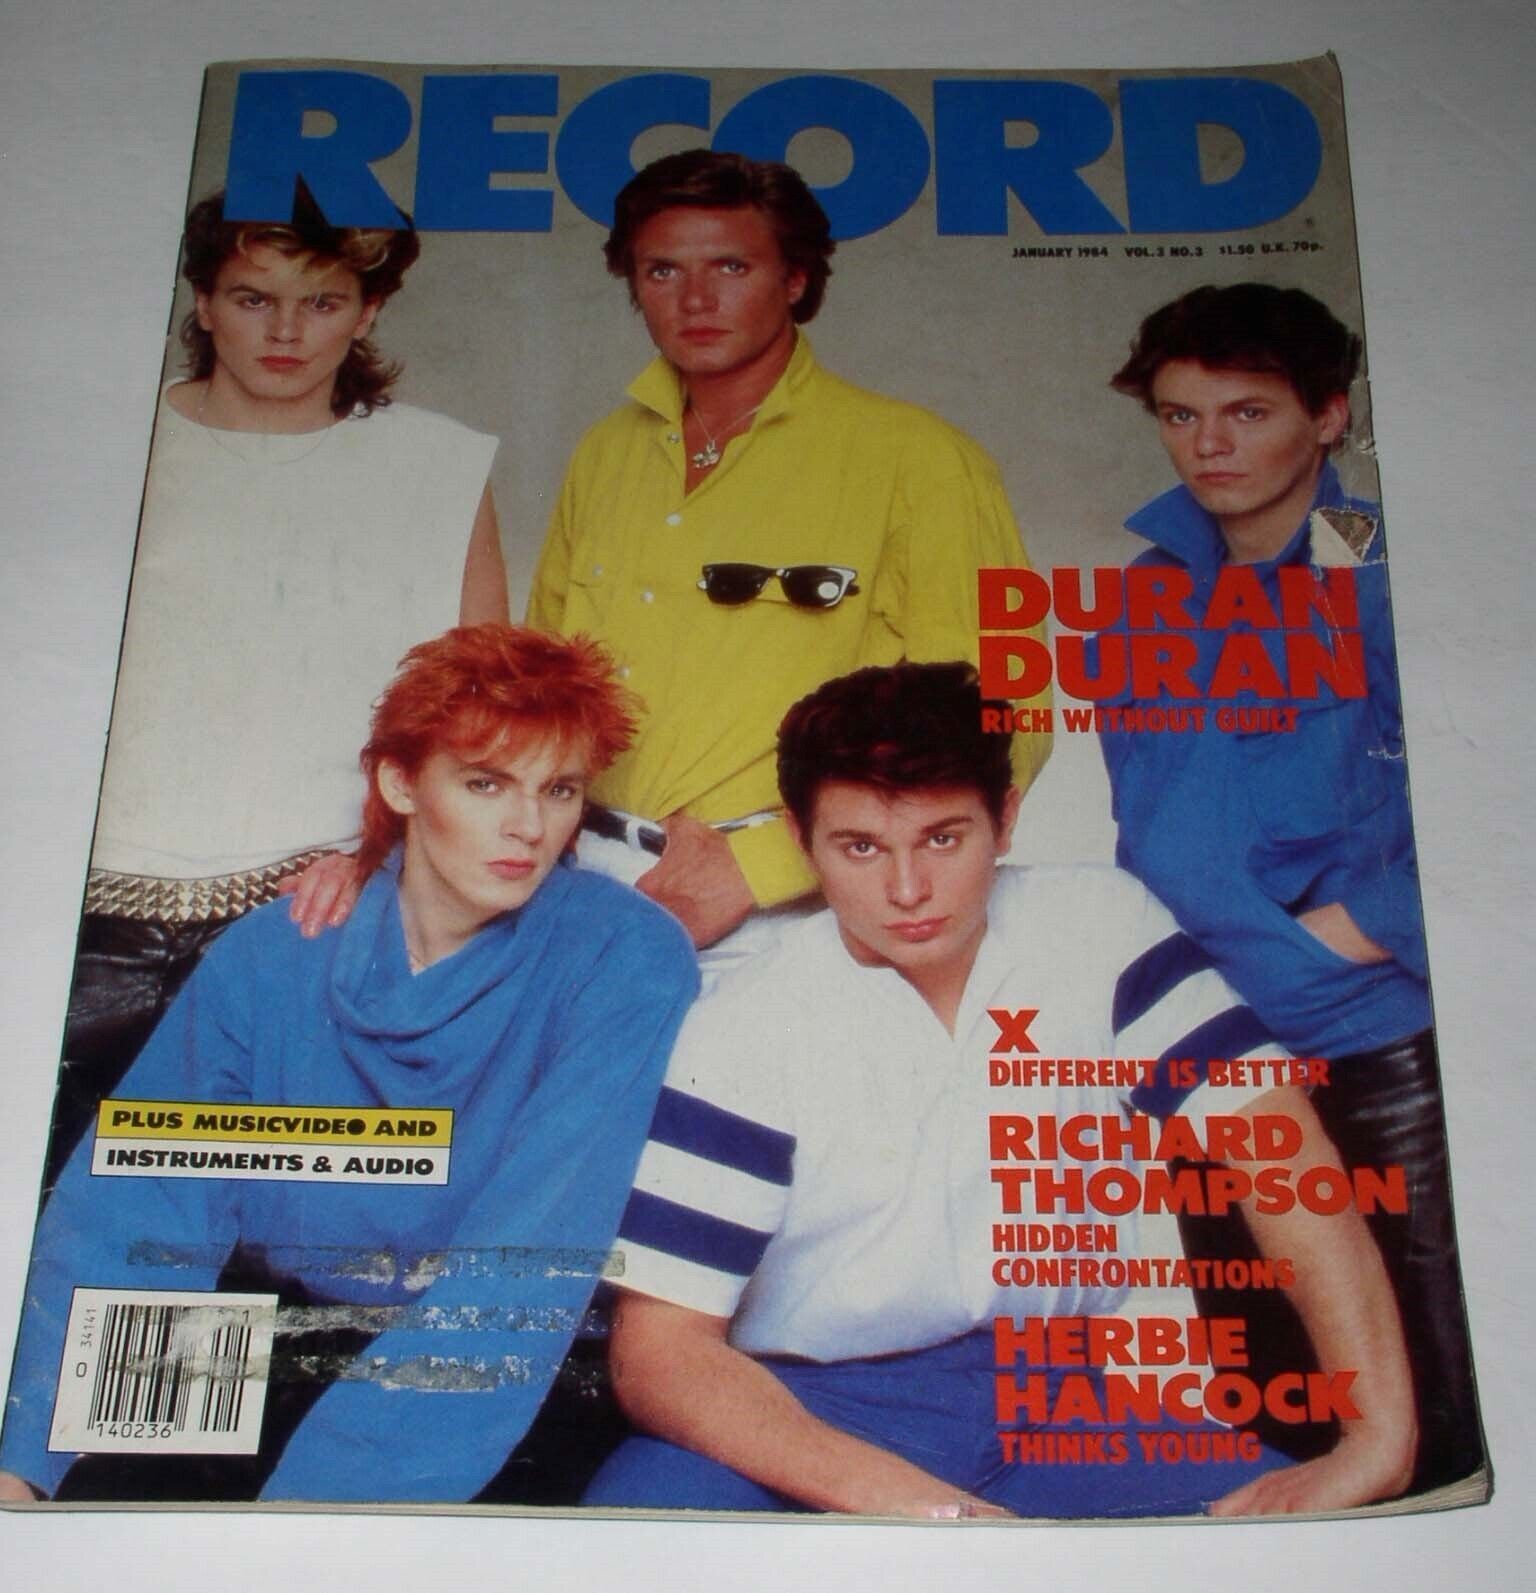 RECORD
JANUARY 1984 VOL.3 NO.3 $1.50 U.K. 70p.
DURAN
DURAN
RICH WITHOUT GUILT
X
DIFFERENT IS BETTER
RICHARD
THOMPSON
HIDDEN
CONFRONTATIONS
HERBIE
HANCOCK
THINKS YOUNG
PLUS MUSICVIDEO AND
INSTRUMENTS & AUDIO
34141
0
140236
1